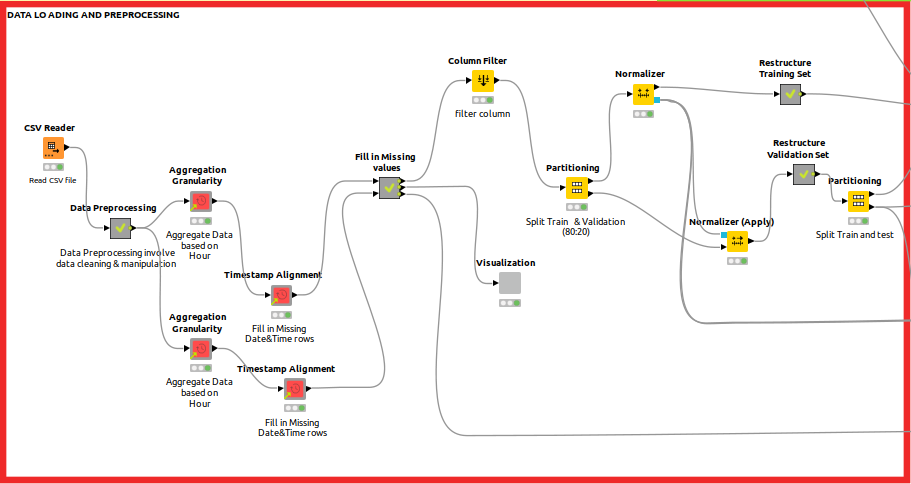 DATA LO ADING AND PREPROCESSING
CSV Reader
Read CSV file
Data Preprocessing
Data Preprocessing involve
data cleaning & manipulation
Aggregation
Granularity
Aggregate Data
based on
Hour
Timestamp Alignment
Fill in Missing
Date&Time rows
Aggregation
Granularity
Aggregate Data
based on
Hour
Timestamp Alignment
Fill in Missing
Date&Time rows
Fill in Missing
values
Column Filter
filter column
Visualization
Partitioning
Split Train & Validation
(80:20)
Normalizer
Restructure
Training Set
Normalizer (Apply)
Restructure
Validation Set
Partitioning
Split Train and test